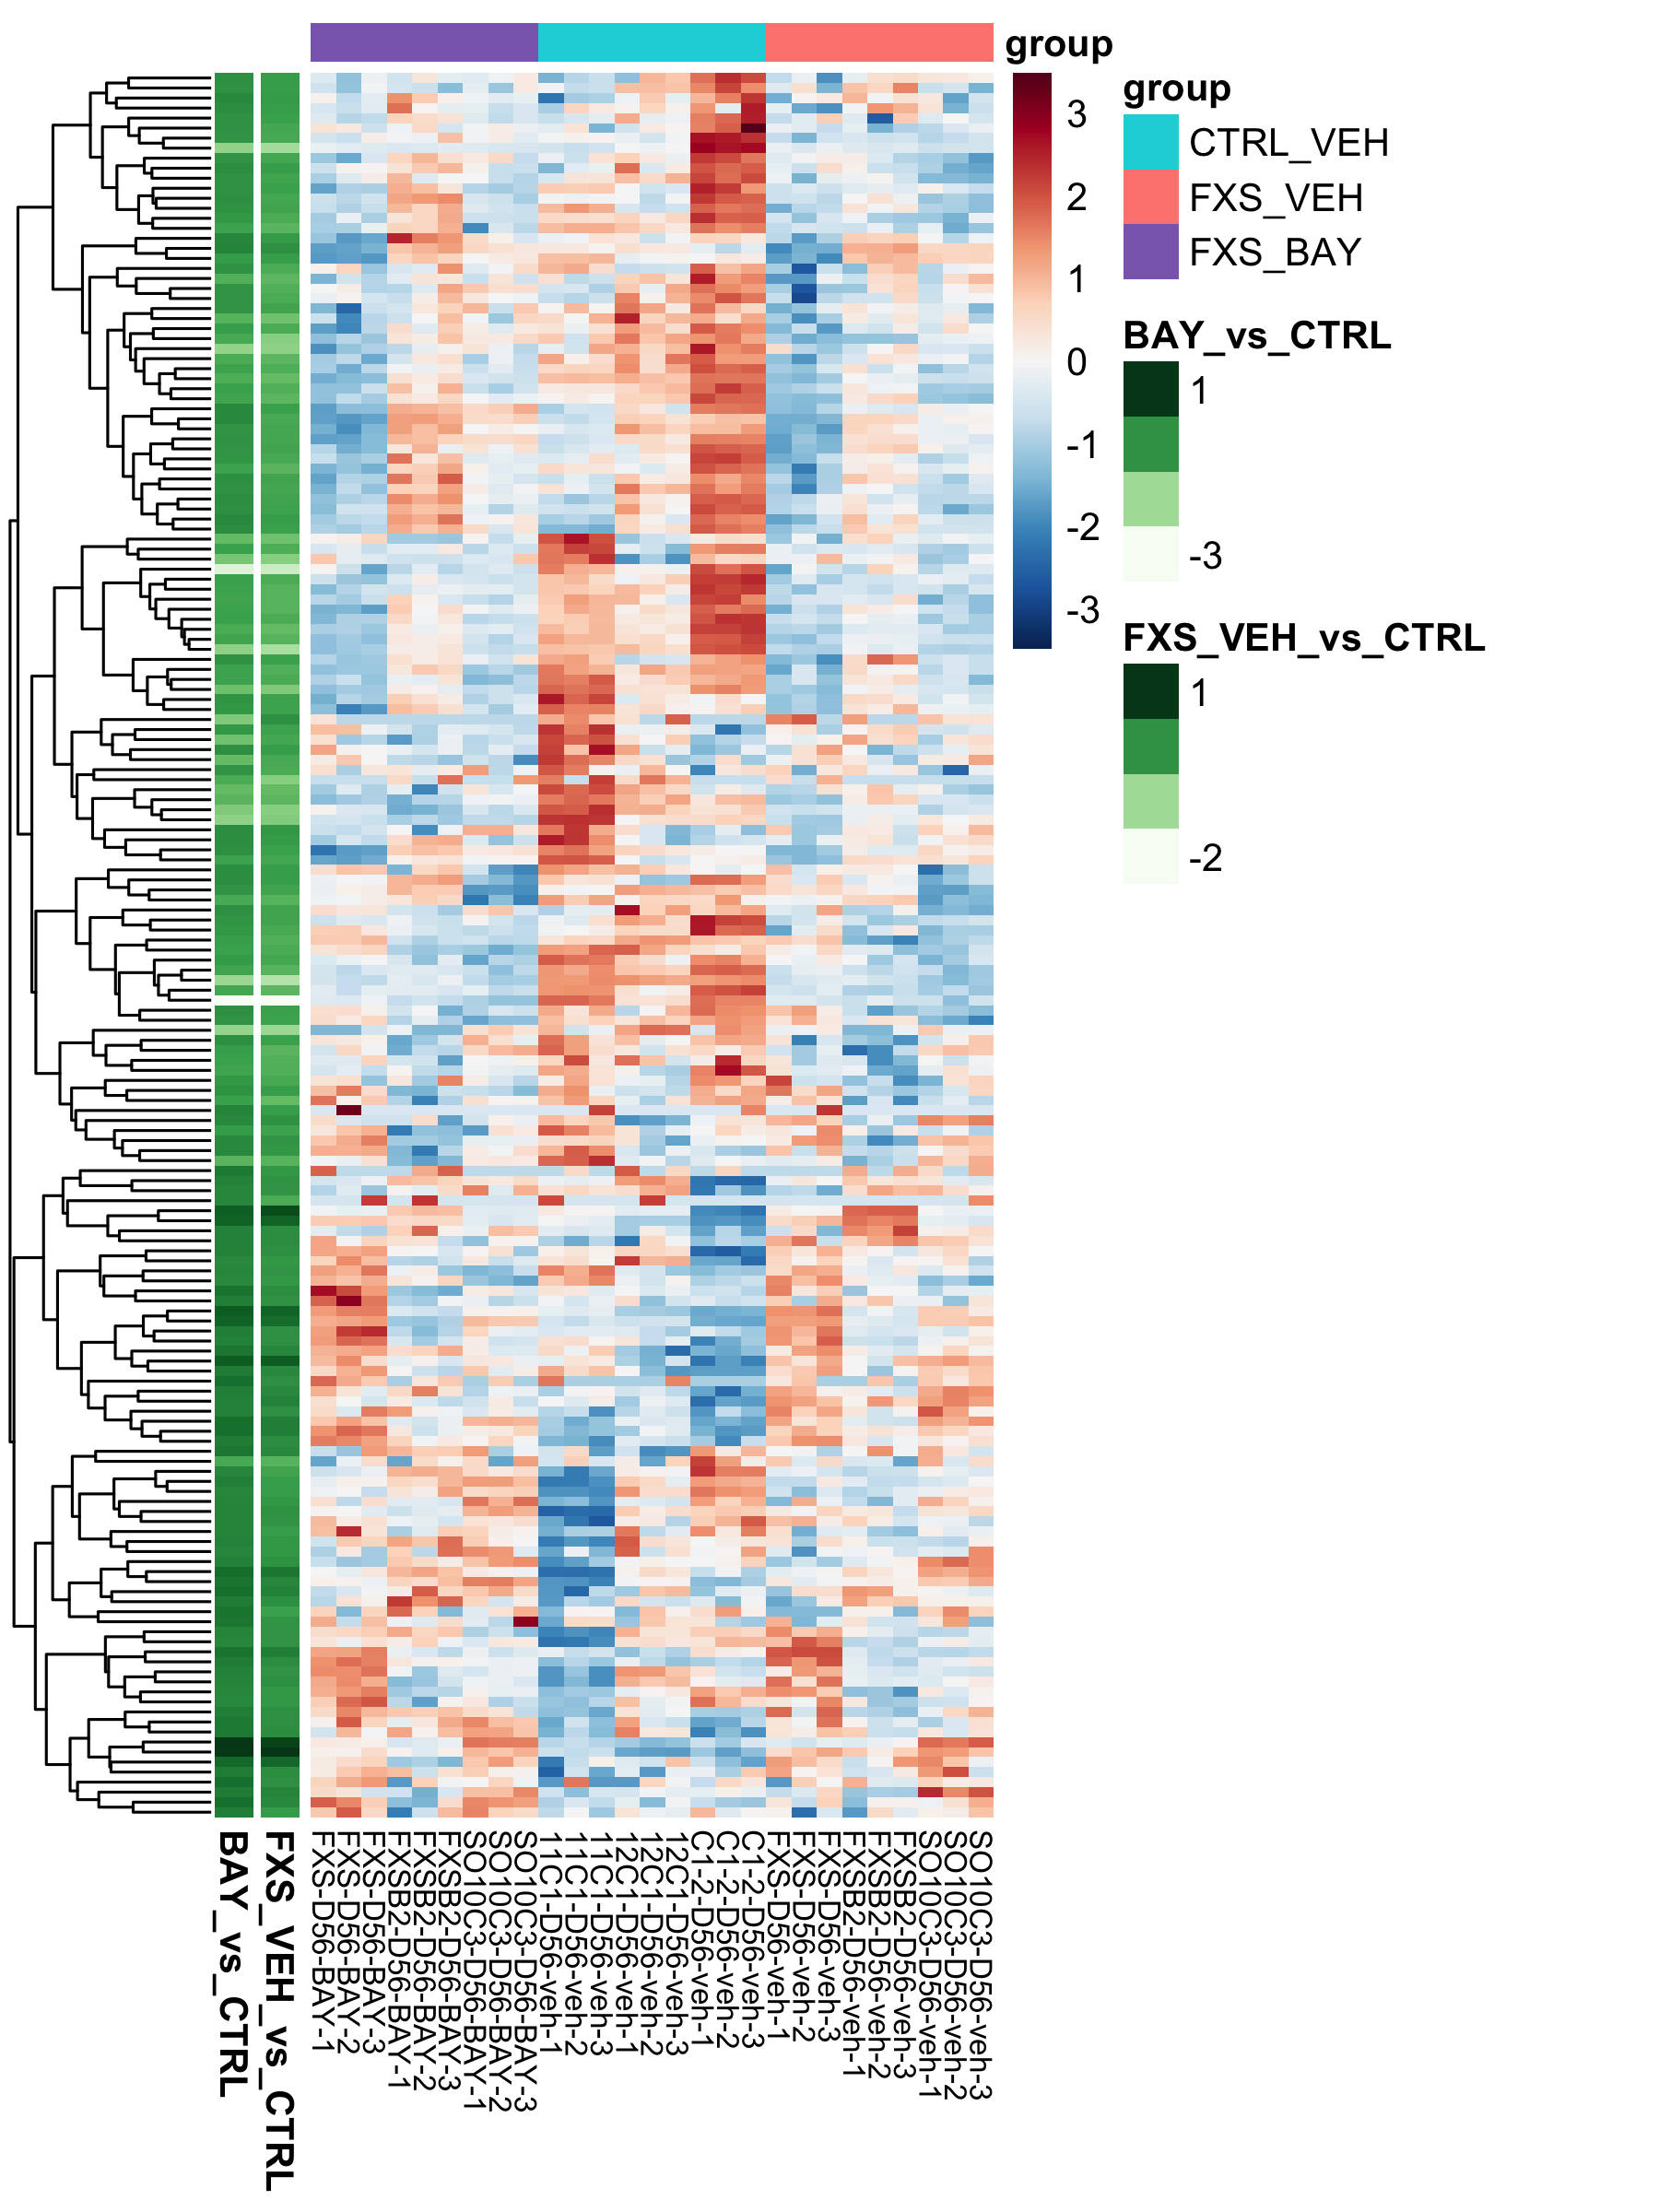 group
3
2
1
0
-1
-2
-3
group
CTRL_VEH
FXS_VEH
FXS_BAY
BAY_vs_CTRL
1
-3
FXS_VEH_vs_CTRL
1
-2
BAY_vs_CTRL
FXS_VEH_vs_CTRL
FXS-D56-BAY-1
FXS-D56-BAY-2
FXS-D56-BAY-3
FXSB2-D56-BAY-1
FXSB2-D56-BAY-2
FXSB2-D56-BAY-3
SO10C3-D56-BAY-1
SO10C3-D56-BAY-2
SO10C3-D56-BAY-3
11C1-D56-veh-1
11C1-D56-veh-2
11C1-D56-veh-3
12C1-D56-veh-1
12C1-D56-veh-2
12C1-D56-veh-3
C1-2-D56-veh-1
C1-2-D56-veh-2
C1-2-D56-veh-3
FXS-D56-veh-1
FXS-D56-veh-2
FXS-D56-veh-3
FXSB2-D56-veh-1
FXSB2-D56-veh-2
FXSB2-D56-veh-3
SO10C3-D56-veh-1
SO10C3-D56-veh-2
SO10C3-D56-veh-3